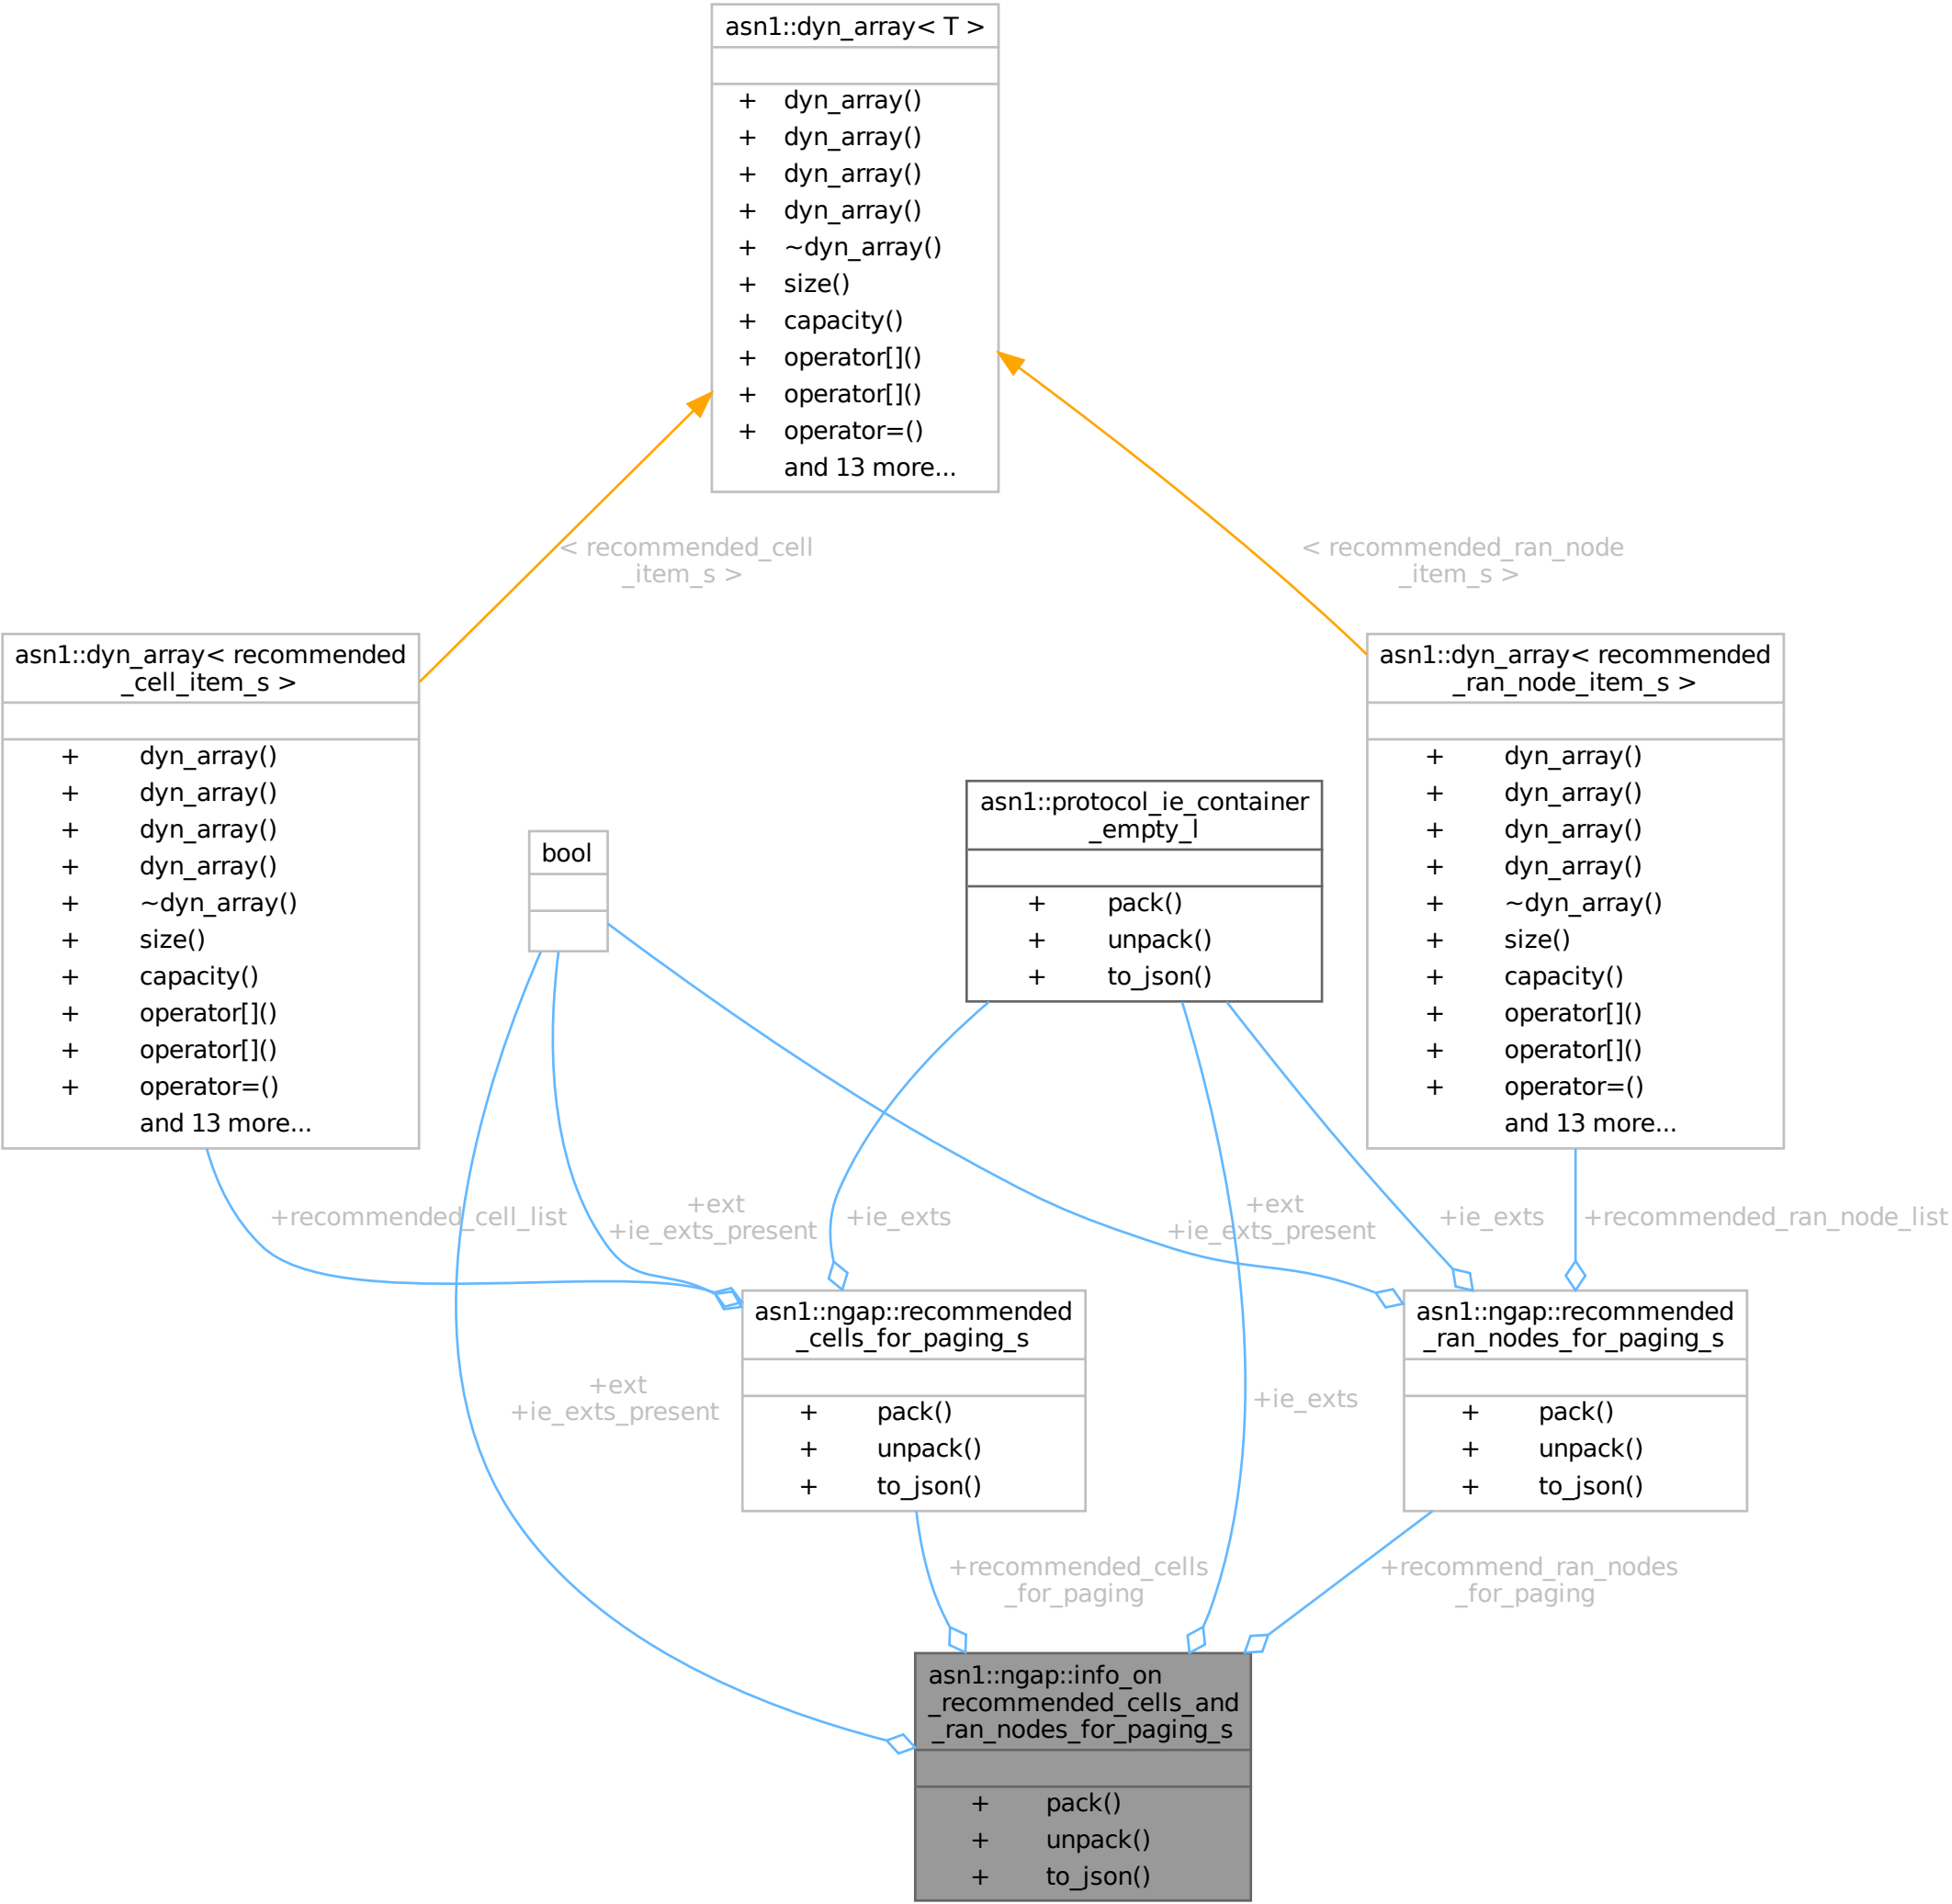 asn1::dyn_array< T >
+ dyn_array()
+ dyn_array()
+ dyn_array()
+ dyn_array()
+ ~dyn_array()
+ size()
+ capacity()
+ operator[]()
+ operator[]()
+ operator=()
and 13 more...
< recommended_cell
_item_s >
< recommended_ran_node
_item_s >
asn1::dyn_array< recommended
_cell_item_s >
+ dyn_array()
+ dyn_array()
+ dyn_array()
+ dyn_array()
+ ~dyn_array()
+ size()
+ capacity()
+ operator[]()
+ operator[]()
+ operator=()
and 13 more...
bool
asn1::protocol_ie_container
_empty_l
+ pack()
+ unpack()
+ to_json()
asn1::dyn_array< recommended
_ran_node_item_s >
+ dyn_array()
+ dyn_array()
+ dyn_array()
+ dyn_array()
+ ~dyn_array()
+ size()
+ capacity()
+ operator[]()
+ operator[]()
+ operator=()
and 13 more...
+recommended_cell_list
+ext
+ie_exts_present
+ie_exts
+ext
+ie_exts_present
+ie_exts
+recommended_ran_node_list
asn1::ngap::recommended
_cells_for_paging_s
+ pack()
+ unpack()
+ to_json()
asn1::ngap::recommended
_ran_nodes_for_paging_s
+ pack()
+ unpack()
+ to_json()
+ext
+ie_exts_present
+ie_exts
+recommended_cells
_for_paging
+recommend_ran_nodes
_for_paging
asn1::ngap::info_on
_recommended_cells_and
_ran_nodes_for_paging_s
+ pack()
+ unpack()
+ to_json()